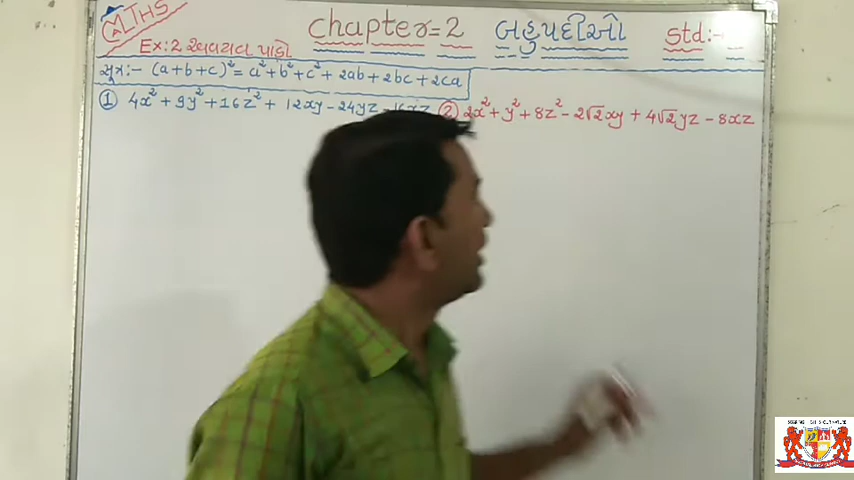 MATHS
chapter=2 બહુપદીઓ Std:-
Ex:2 અવયવ પાડો
સૂત્ર:- (a+b+c)² = a²+b²+c²+2ab+2bc+2ca
① 4x²+9y²+16z²+12xy-24yz-16xz
② 2x²+y²+8z²-2√2xy+4√2yz-8xz